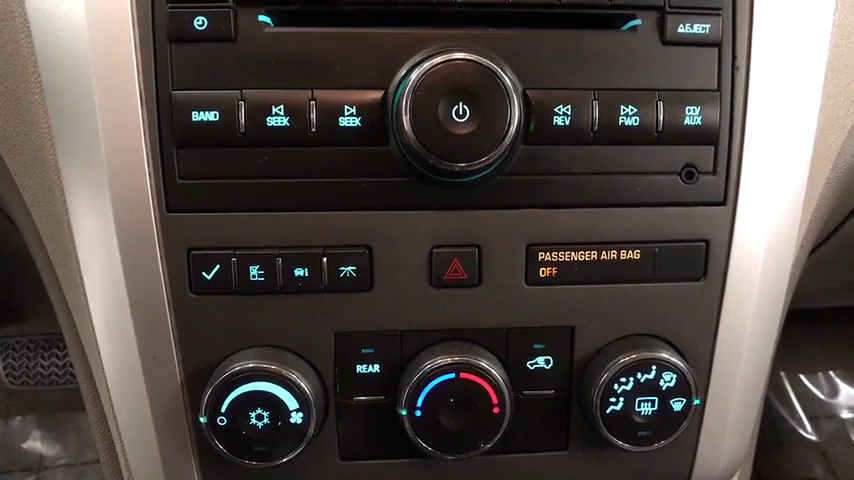 EJECT
BAND
SEEK
SEEK
REV
FWD
CD/
AUX
PASSENGER AIR BAG
OFF
REAR